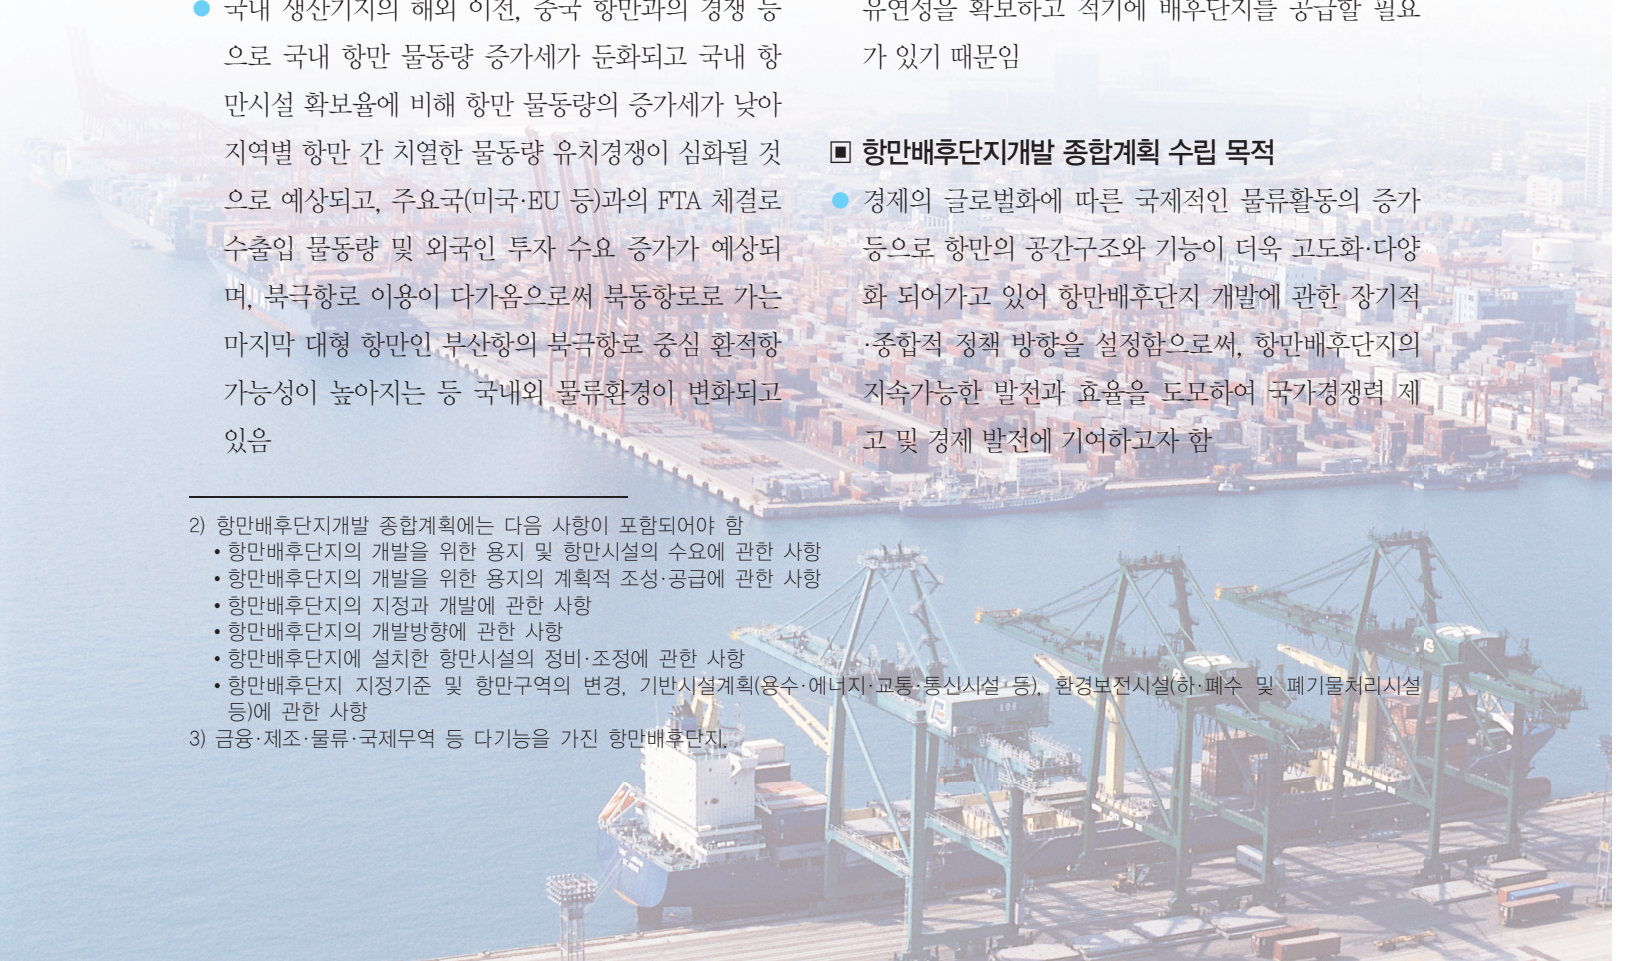 국내 생산기지의 해외 이전, 중국 항만과의 경쟁 등
으로 국내 항만 물동량 증가세가 둔화되고 국내 항
만시설 확보율에 비해 항만 물동량의 증가세가 낮아
지역별 항만 간 치열한 물동량 유치경쟁이 심화될 것
으로 예상되고, 주요국(미국·EU 등)과의 FTA 체결로
수출입 물동량 및 외국인 투자 수요 증가가 예상되
며, 북극항로 이용이 다가옴으로써 북동항로로 가는
마지막 대형 항만인 부산항의 북극항로 중심 환적항
가능성이 높아지는 등 국내외 물류환경이 변화되고
있음
유연성을 확보하고 적기에 배후단지를 공급할 필요
가 있기 때문임
▣ 항만배후단지개발 종합계획 수립 목적
경제의 글로벌화에 따른 국제적인 물류활동의 증가
등으로 항만의 공간구조와 기능이 더욱 고도화·다양
화 되어가고 있어 항만배후단지 개발에 관한 장기적
·종합적 정책 방향을 설정함으로써, 항만배후단지의
지속가능한 발전과 효율을 도모하여 국가경쟁력 제
고 및 경제 발전에 기여하고자 함
2) 항만배후단지개발 종합계획에는 다음 사항이 포함되어야 함
• 항만배후단지의 개발을 위한 용지 및 항만시설의 수요에 관한 사항
• 항만배후단지의 개발을 위한 용지의 계획적 조성·공급에 관한 사항
• 항만배후단지의 지정과 개발에 관한 사항
• 항만배후단지의 개발방향에 관한 사항
• 항만배후단지에 설치한 항만시설의 정비·조정에 관한 사항
• 항만배후단지 지정기준 및 항만구역의 변경, 기반시설계획(용수·에너지·교통·통신시설 등), 환경보전시설(하·폐수 및 폐기물처리시설
등)에 관한 사항
3) 금융·제조·물류·국제무역 등 다기능을 가진 항만배후단지.
106